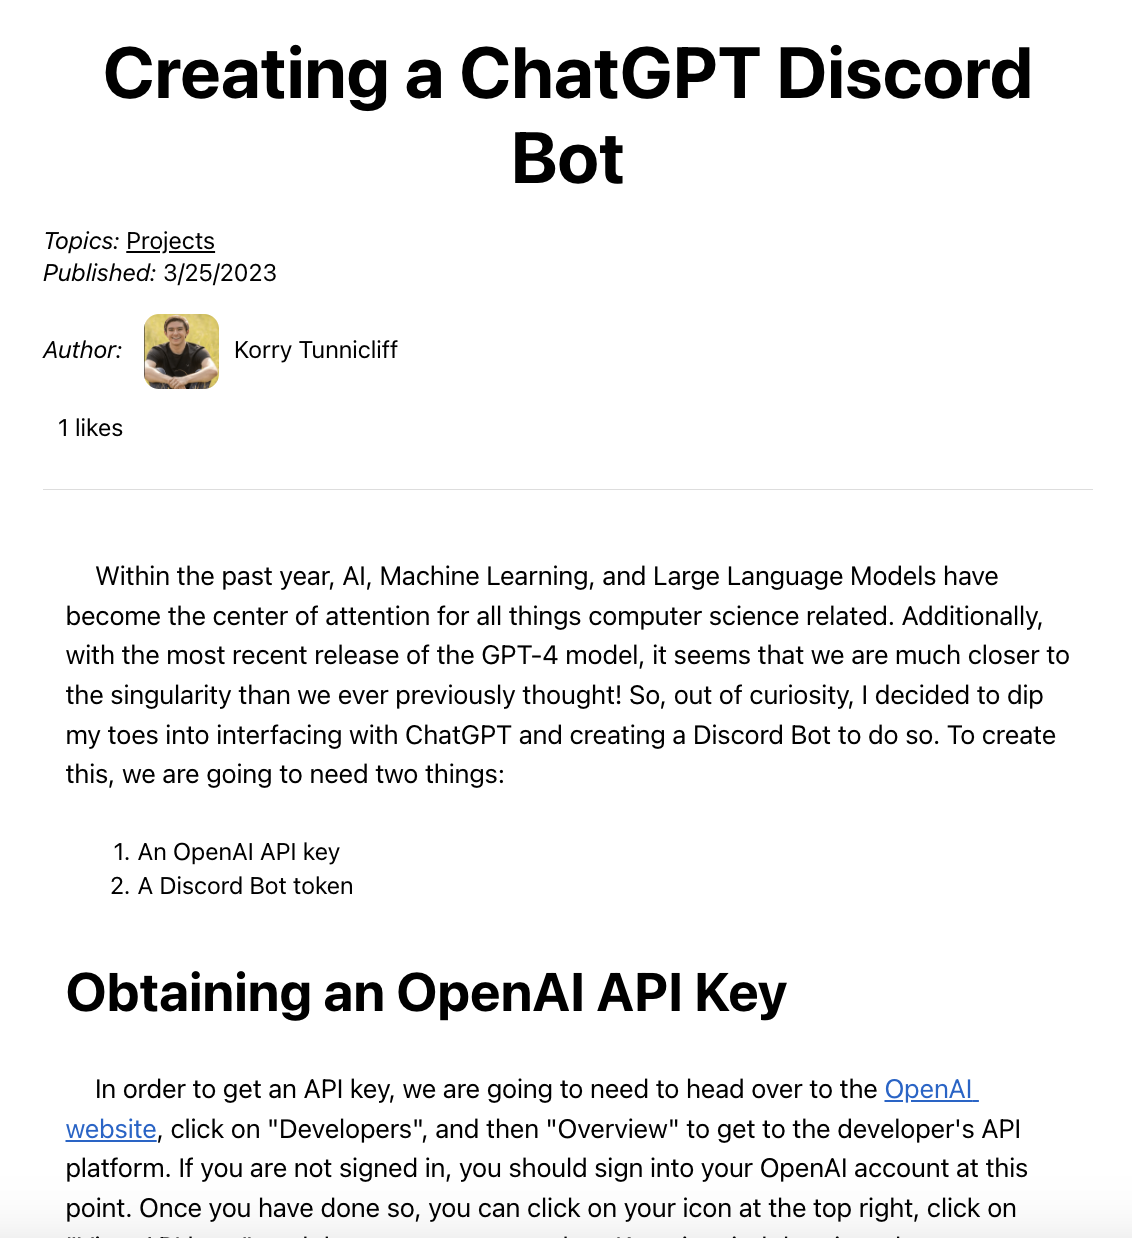 Creating a ChatGPT Discord
Bot
Topics: Projects
Published: 3/25/2023
Author: Korry Tunnicliff
1 likes
Within the past year, AI, Machine Learning, and Large Language Models have
become the center of attention for all things computer science related. Additionally,
with the most recent release of the GPT-4 model, it seems that we are much closer to
the singularity than we ever previously thought! So, out of curiosity, I decided to dip
my toes into interfacing with ChatGPT and creating a Discord Bot to do so. To create
this, we are going to need two things:
1. An OpenAI API key
2. A Discord Bot token
Obtaining an OpenAI API Key
In order to get an API key, we are going to need to head over to the OpenAI
website, click on "Developers", and then "Overview" to get to the developer's API
platform. If you are not signed in, you should sign into your OpenAI account at this
point. Once you have done so, you can click on your icon at the top right, click on